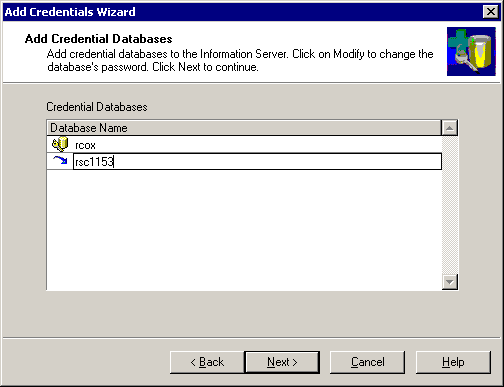 Add Credentials Wizard
Add Credential Databases
Add credential databases to the Information Server. Click on Modify to change the
database's password. Click Next to continue.
Credential Databases
Database Name
rcox
rsc1153
< Back
Next >
Cancel
Help